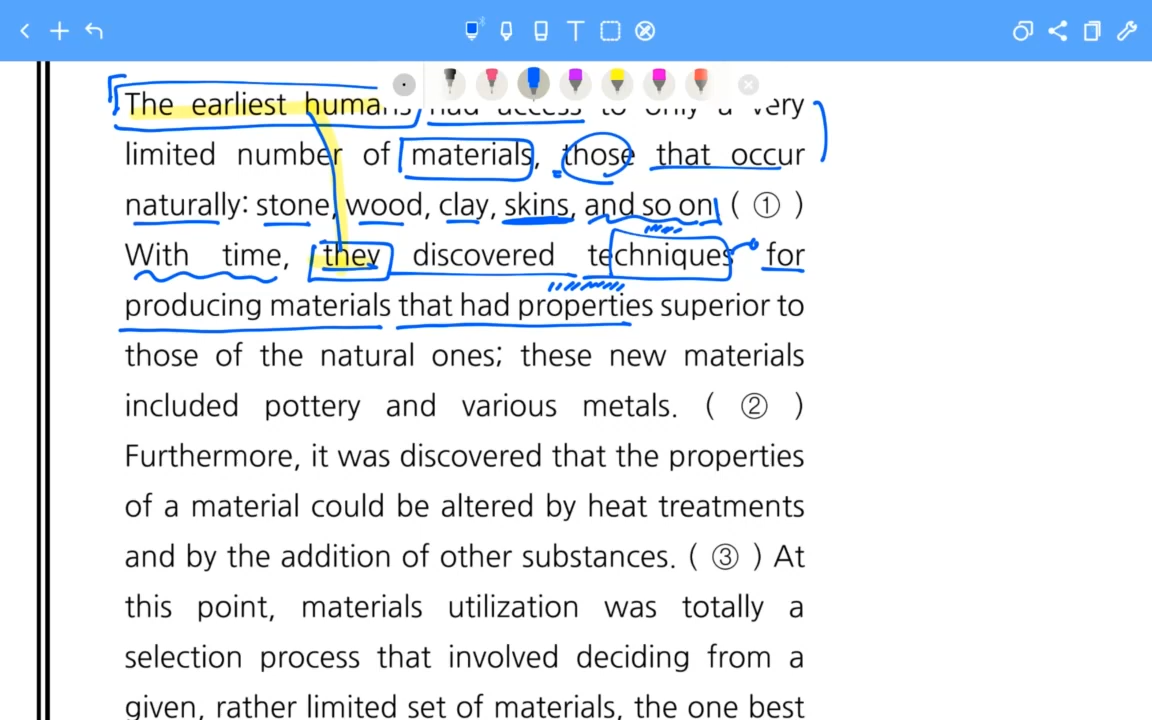 T
The earliest humans had access to only a very
limited number of materials, those that occur
naturally: stone, wood, clay, skins, and so on ( ① )
With time, they discovered techniques for
producing materials that had properties superior to
those of the natural ones; these new materials
included pottery and various metals. ( ② )
Furthermore, it was discovered that the properties
of a material could be altered by heat treatments
and by the addition of other substances. ( ③ ) At
this point, materials utilization was totally a
selection process that involved deciding from a
given, rather limited set of materials, the one best